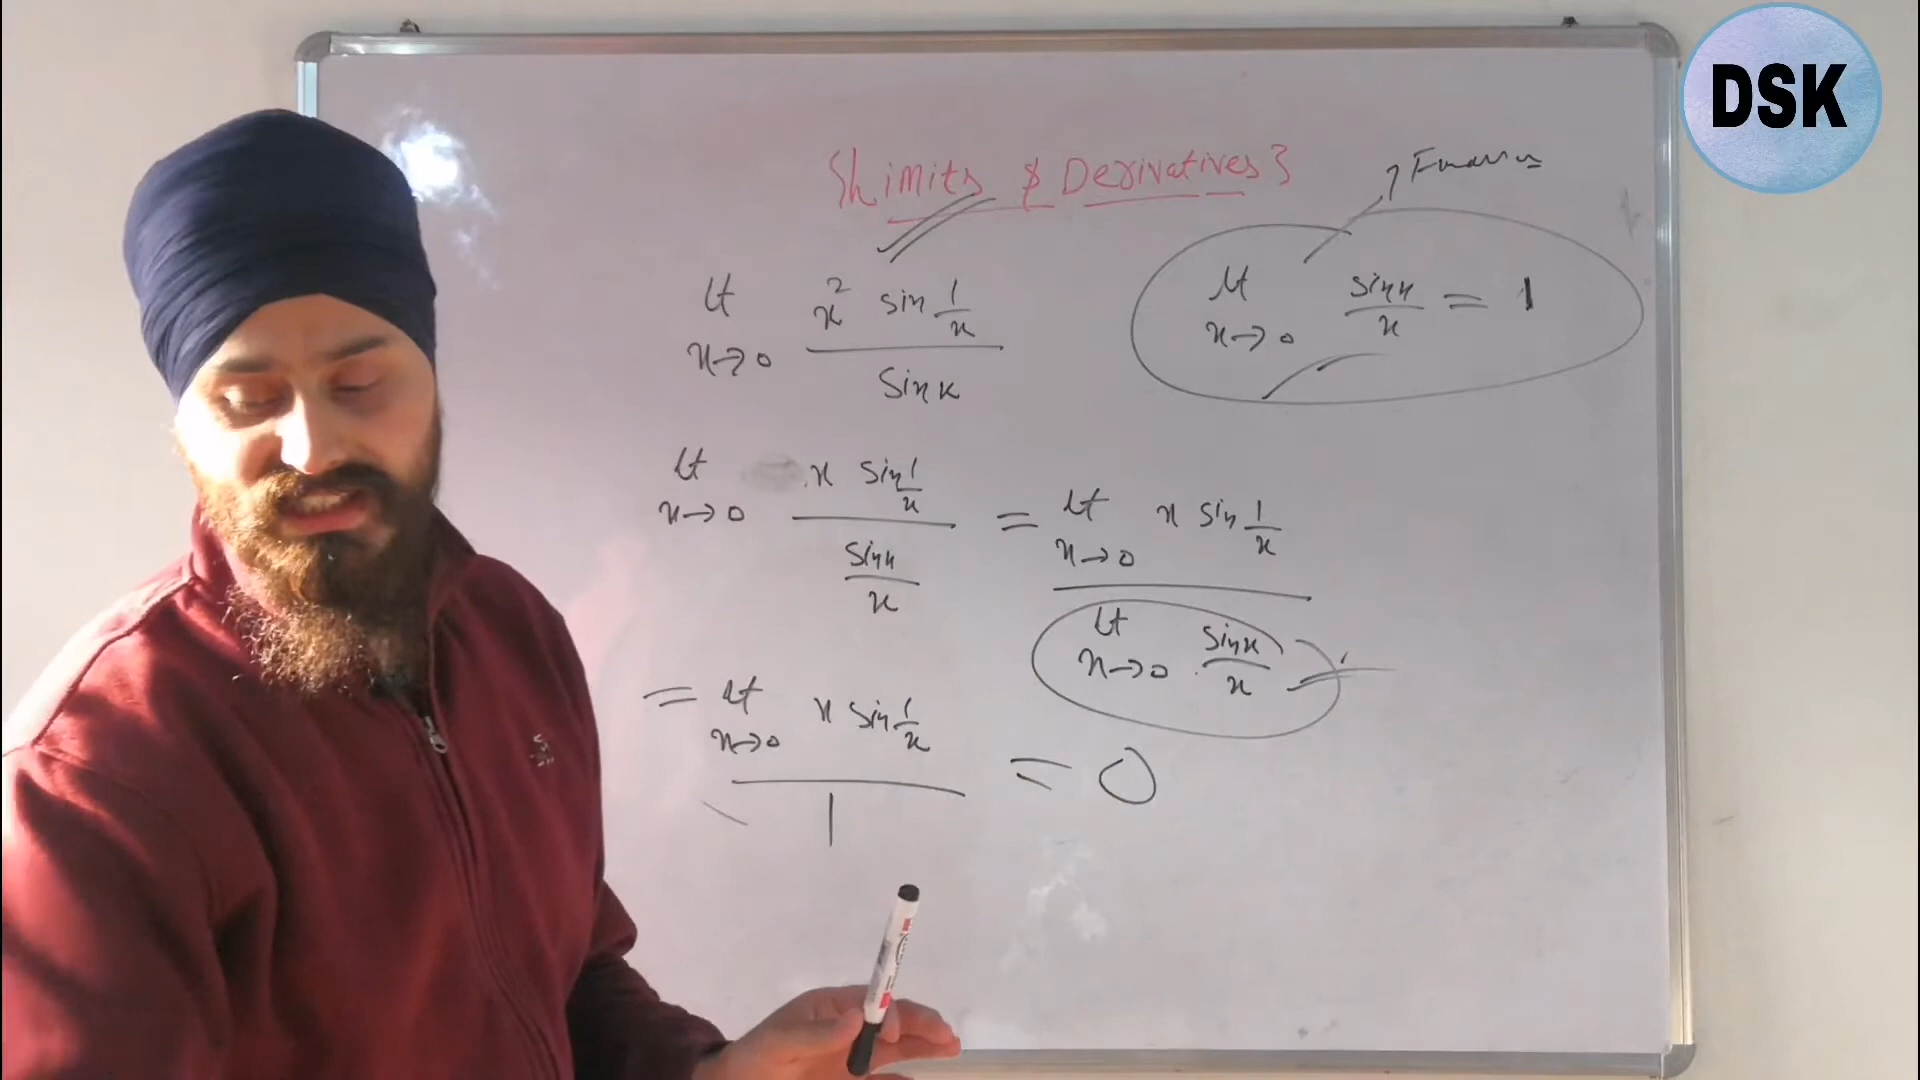 DSK
{Limits & Derivatives}
lt x→0 x² sin 1/x / sin x
lt x→0 sin x / x = 1
lt x→0 x sin 1/x / sin x / x = lt x→0 x sin 1/x / lt x→0 sin x / x
= lt x→0 x sin 1/x / 1 = 0